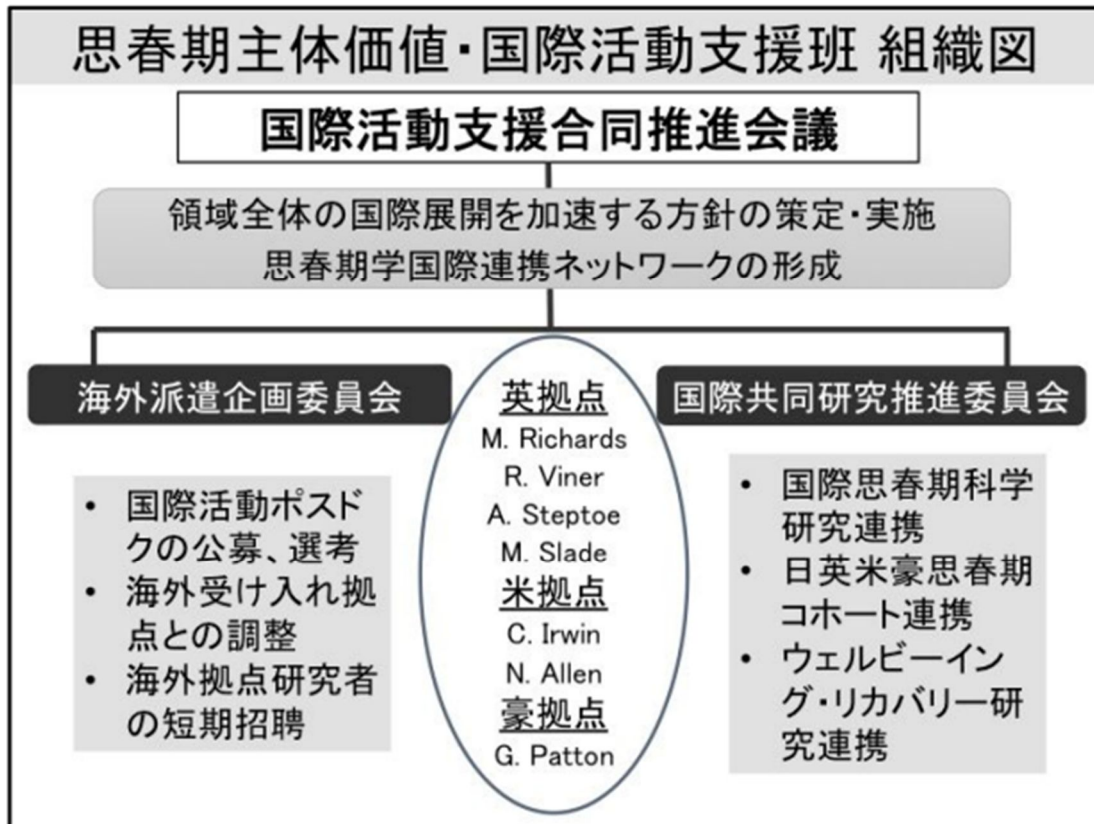 思春期主体価値・国際活動支援班 組織図
国際活動支援合同推進会議
領域全体の国際展開を加速する方針の策定・実施
思春期学国際連携ネットワークの形成
海外派遣企画委員会
• 国際活動ポスド
クの公募、選考
• 海外受け入れ拠
点との調整
• 海外拠点研究者
の短期招聘
英拠点
M. Richards
R. Viner
A. Steptoe
M. Slade
米拠点
C. Irwin
N. Allen
豪拠点
G. Patton
国際共同研究推進委員会
• 国際思春期科学
研究連携
• 日英米豪思春期
コホート連携
• ウェルビーイン
グ・リカバリー研
究連携